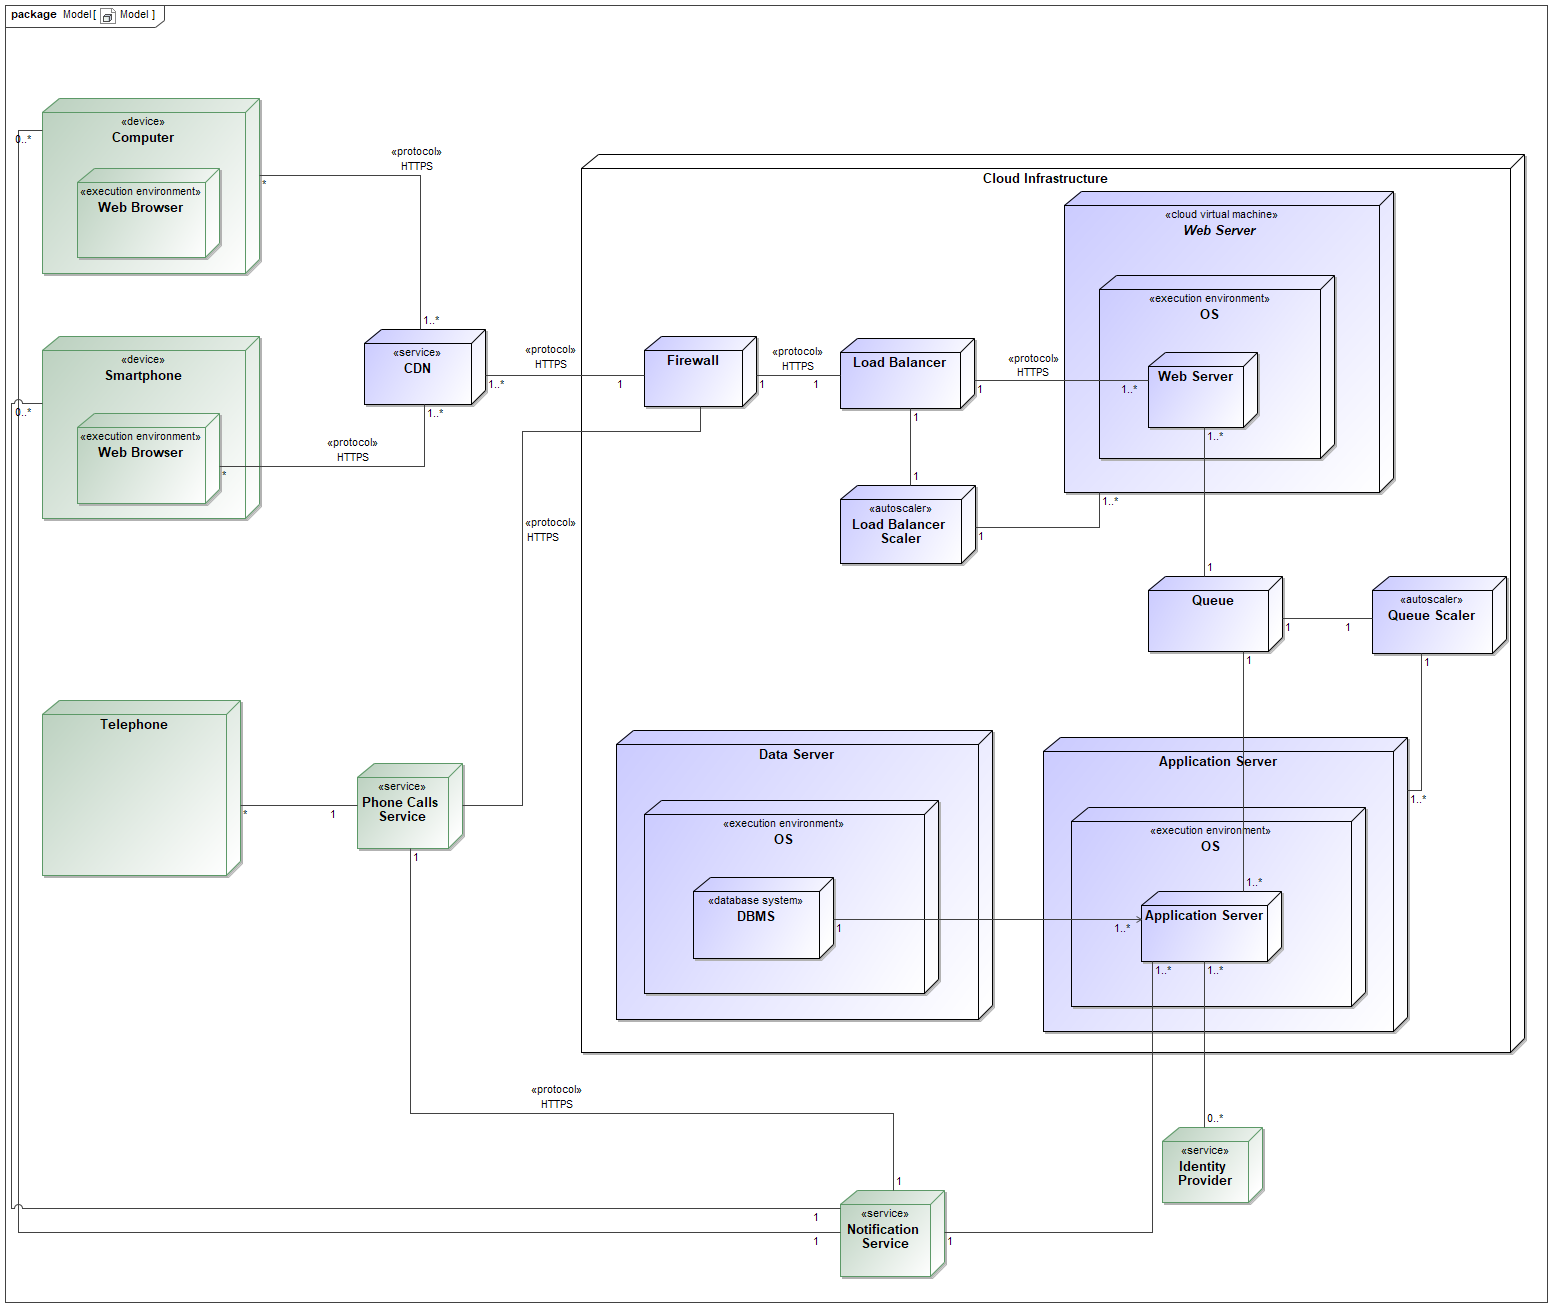 package Model[ Model ]
«device»
Computer
«execution environment»
Web Browser
0..*
*
«protocol»
HTTPS
1..*
«device»
Smartphone
«execution environment»
Web Browser
0..*
*
«protocol»
HTTPS
«service»
CDN
1..*
1..*
«protocol»
HTTPS
1
Cloud Infrastructure
Firewall
1
«protocol»
HTTPS
1
Load Balancer
1
1
«protocol»
HTTPS
1..*
«cloud virtual machine»
Web Server
«execution environment»
OS
Web Server
1..*
1
«autoscaler»
Load Balancer
Scaler
1
1..*
«protocol»
HTTPS
1
Queue
1
1
1
«autoscaler»
Queue Scaler
1
1..*
Telephone
*
1
«service»
Phone Calls
Service
1
Data Server
«execution environment»
OS
«database system»
DBMS
1
1..*
Application Server
«execution environment»
OS
1..*
Application Server
1..*
1..*
«protocol»
HTTPS
0..*
«service»
Identity
Provider
1
1
1
«service»
Notification
Service
1